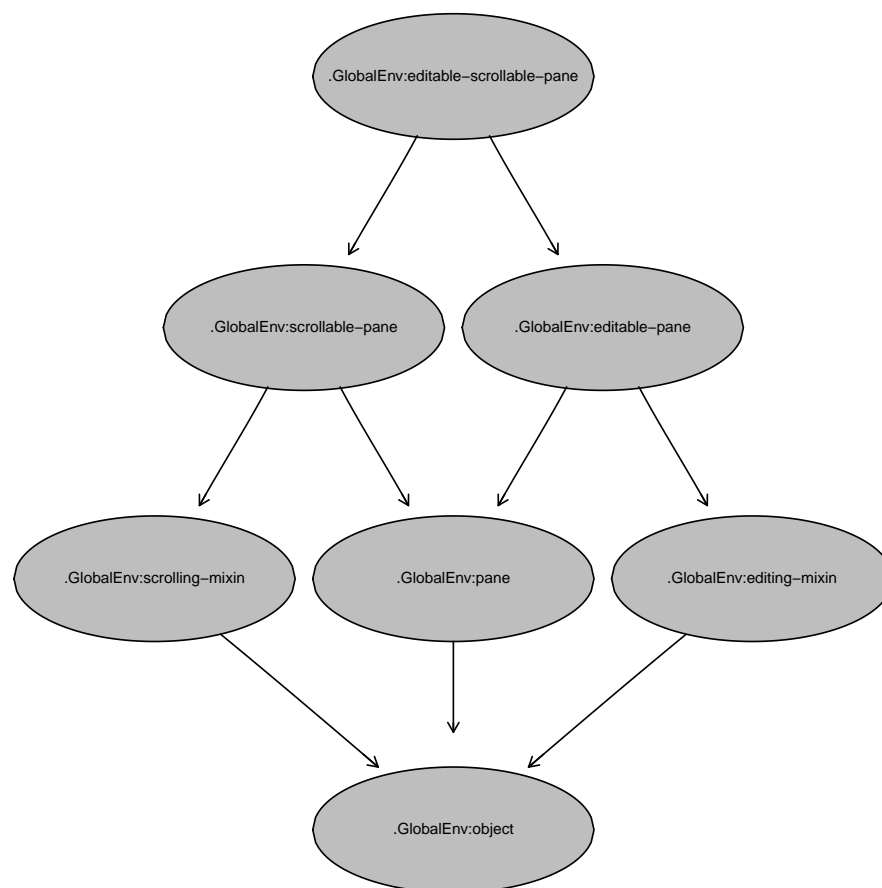 .GlobalEnv:editable−scrollable−pane
.GlobalEnv:scrollable−pane
.GlobalEnv:editable−pane
.GlobalEnv:scrolling−mixin
.GlobalEnv:pane
.GlobalEnv:editing−mixin
.GlobalEnv:object